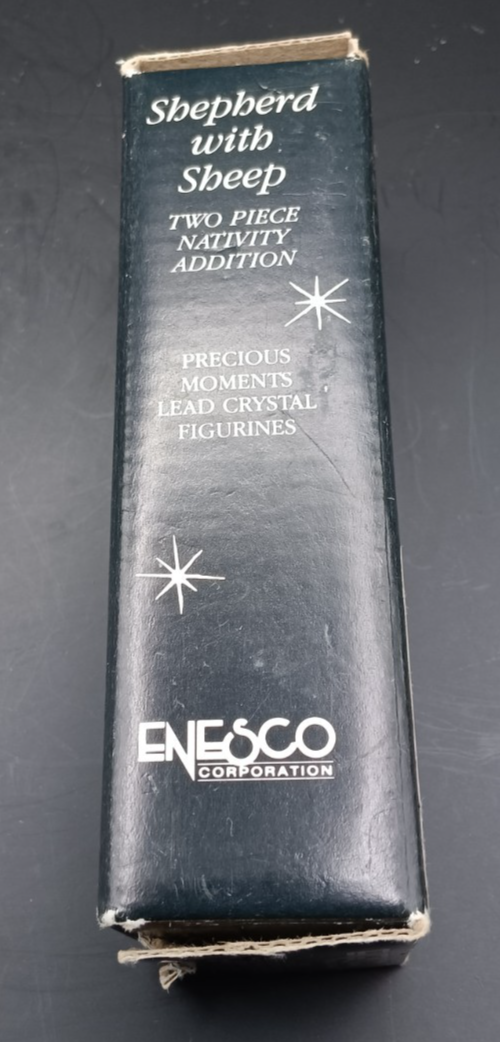 Shepherd
with
Sheep
TWO PIECE
NATIVITY
ADDITION
PRECIOUS
MOMENTS
LEAD CRYSTAL
FIGURINES
ENESCO
CORPORATION